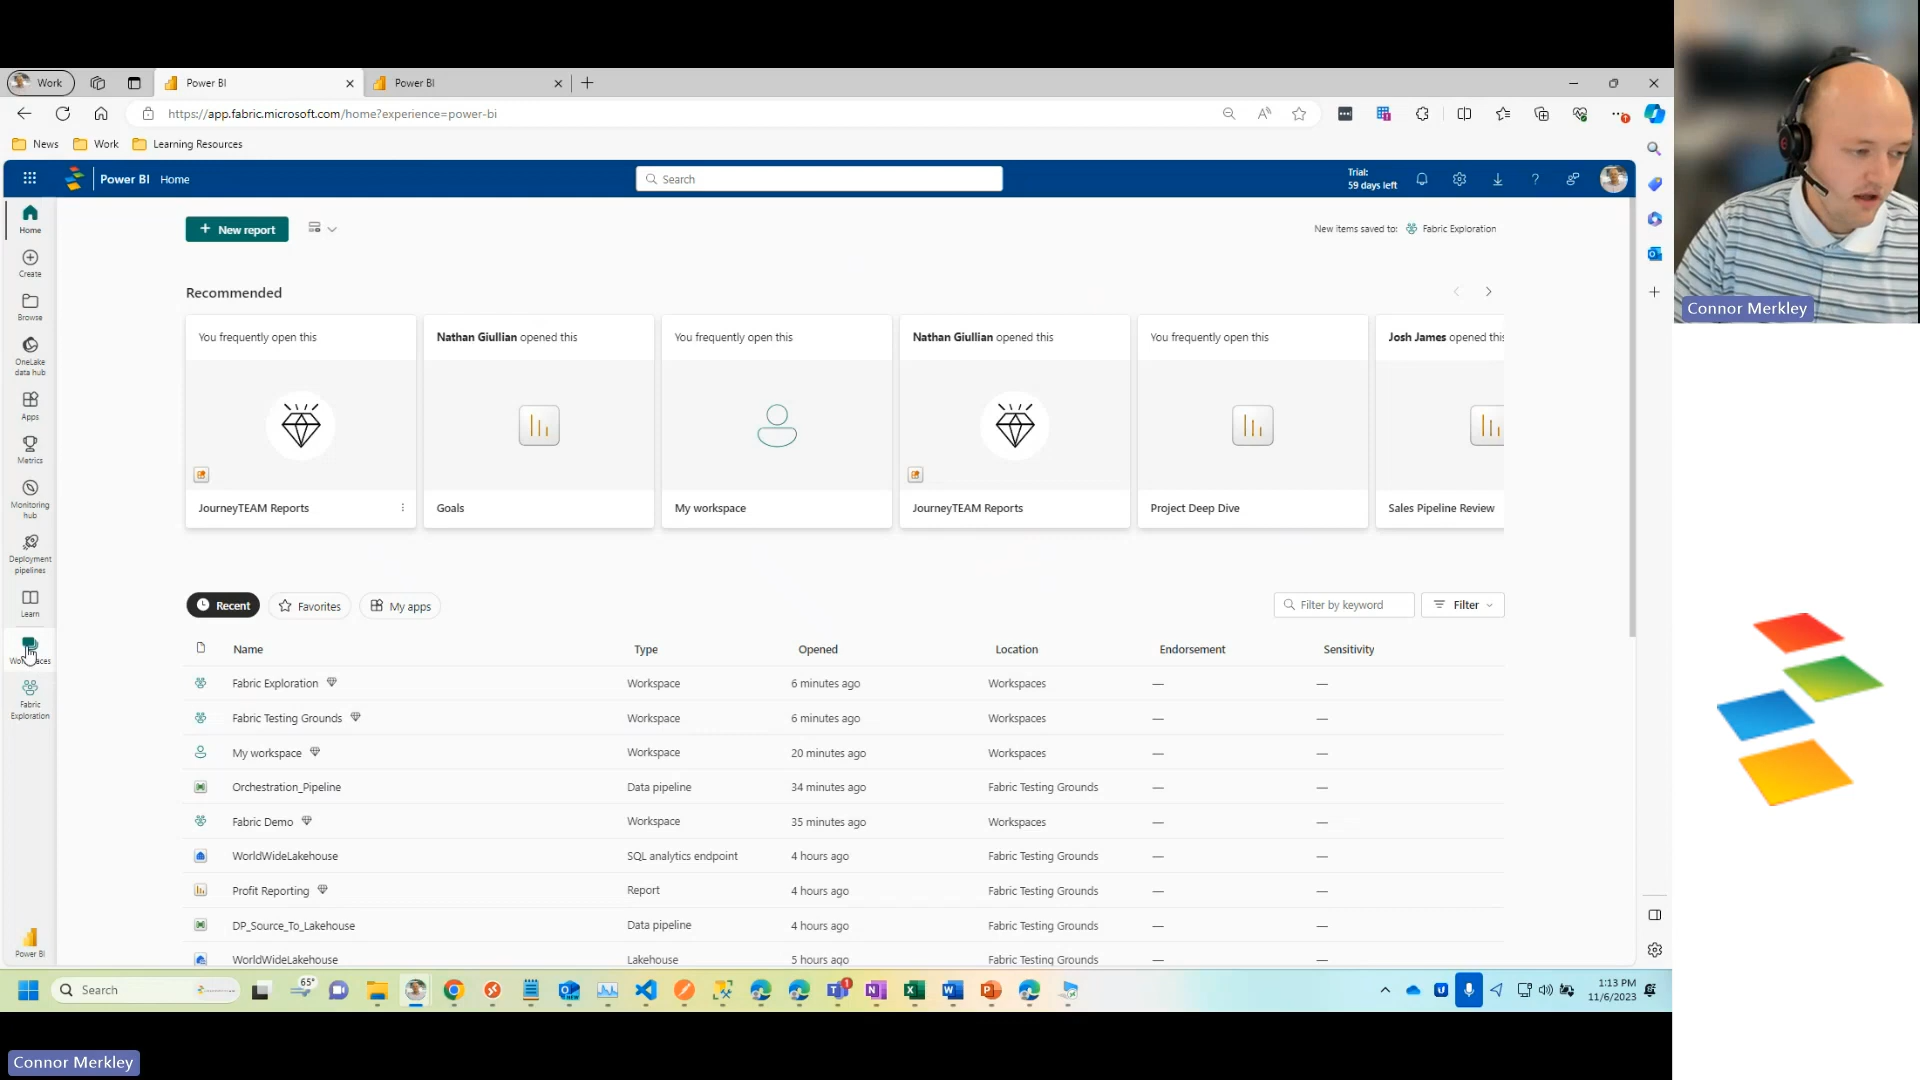 Work
Power BI
Power BI
https://app.fabric.microsoft.com/home?experience=power-bi
News
Work
Learning Resources
Power BI
Home
Search
Trial:
59 days left
Home
Create
Browse
OneLake
data hub
Apps
Metrics
Monitoring
hub
Deployment
pipelines
Learn
Fabric
Exploration
Power BI
New report
New items saved to:
Fabric Exploration
Recommended
You frequently open this
Nathan Giullian opened this
You frequently open this
Nathan Giullian opened this
You frequently open this
Josh James opened this
JourneyTEAM Reports
Goals
My workspace
JourneyTEAM Reports
Project Deep Dive
Sales Pipeline Review
Recent
Favorites
My apps
Filter by keyword
Filter
Name Type Opened Location Endorsement Sensitivity
Fabric Exploration Workspace 6 minutes ago Workspaces — —
Fabric Testing Grounds Workspace 6 minutes ago Workspaces — —
My workspace Workspace 20 minutes ago Workspaces — —
Orchestration_Pipeline Data pipeline 34 minutes ago Fabric Testing Grounds — —
Fabric Demo Workspace 35 minutes ago Workspaces — —
WorldWideLakehouse SQL analytics endpoint 4 hours ago Fabric Testing Grounds — —
Profit Reporting Report 4 hours ago Fabric Testing Grounds — —
DP_Source_To_Lakehouse Data pipeline 4 hours ago Fabric Testing Grounds — —
WorldWideLakehouse Lakehouse 5 hours ago Fabric Testing Grounds — —
Search
65°
1:13 PM
11/6/2023
Connor Merkley
Connor Merkley